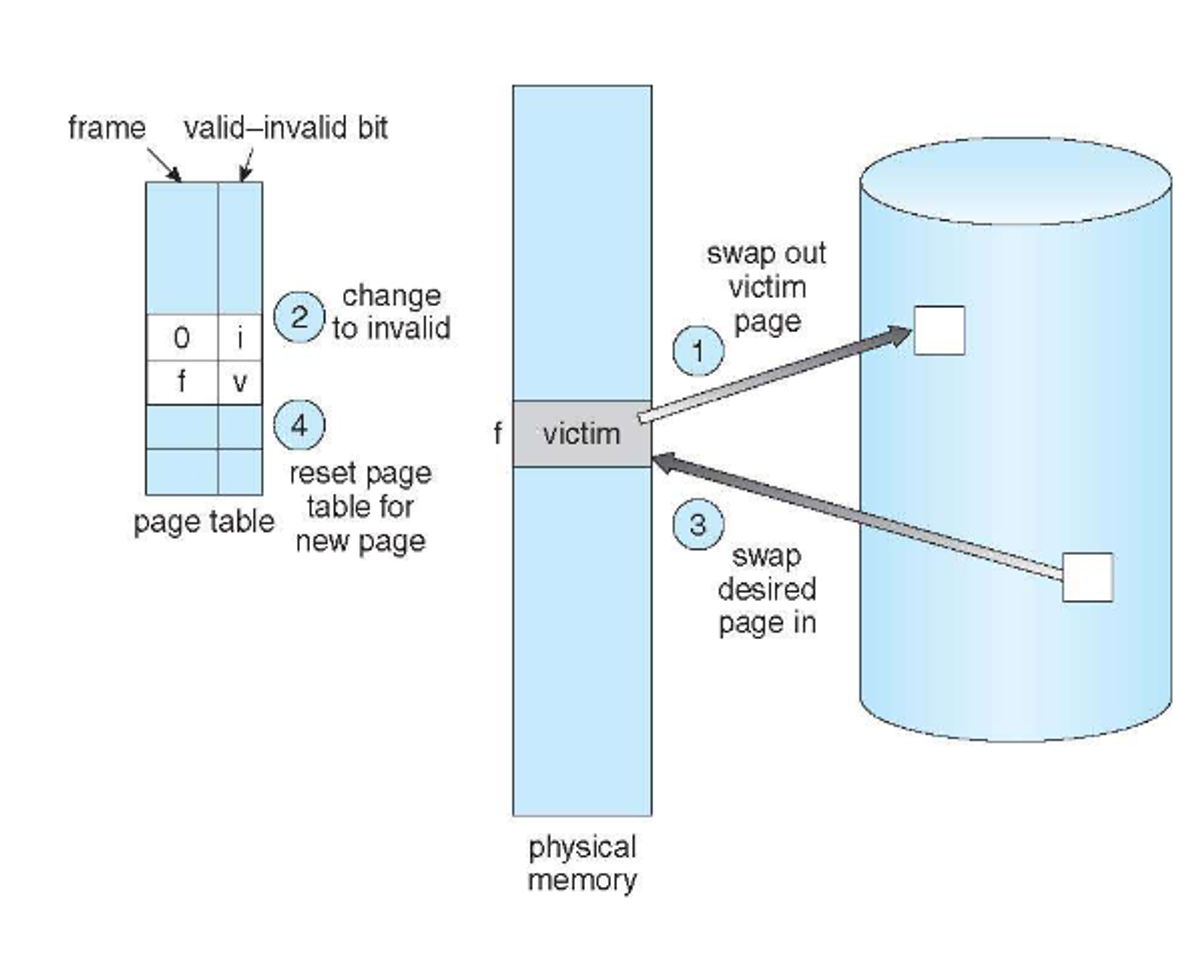 frame
valid–invalid bit
0
i
f
v
2
change
to invalid
4
reset page
table for
new page
page table
f
victim
physical
memory
1
swap out
victim
page
3
swap
desired
page in